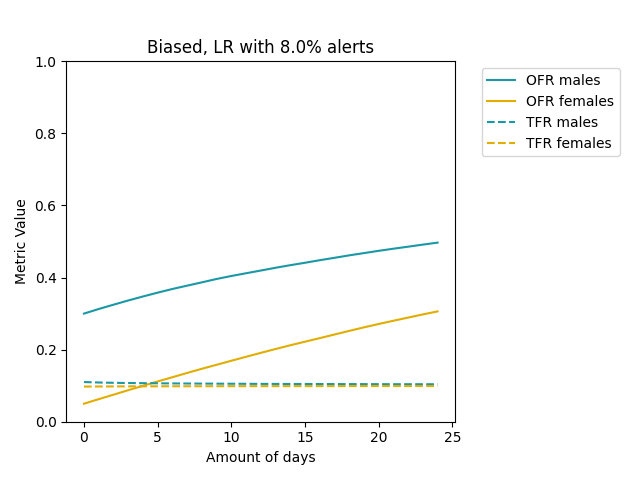 Biased, LR with 8.0% alerts
1.0
0.8
0.6
0.4
0.2
0.0
Metric Value
0
5
10
15
20
25
Amount of days
OFR males
OFR females
TFR males
TFR females